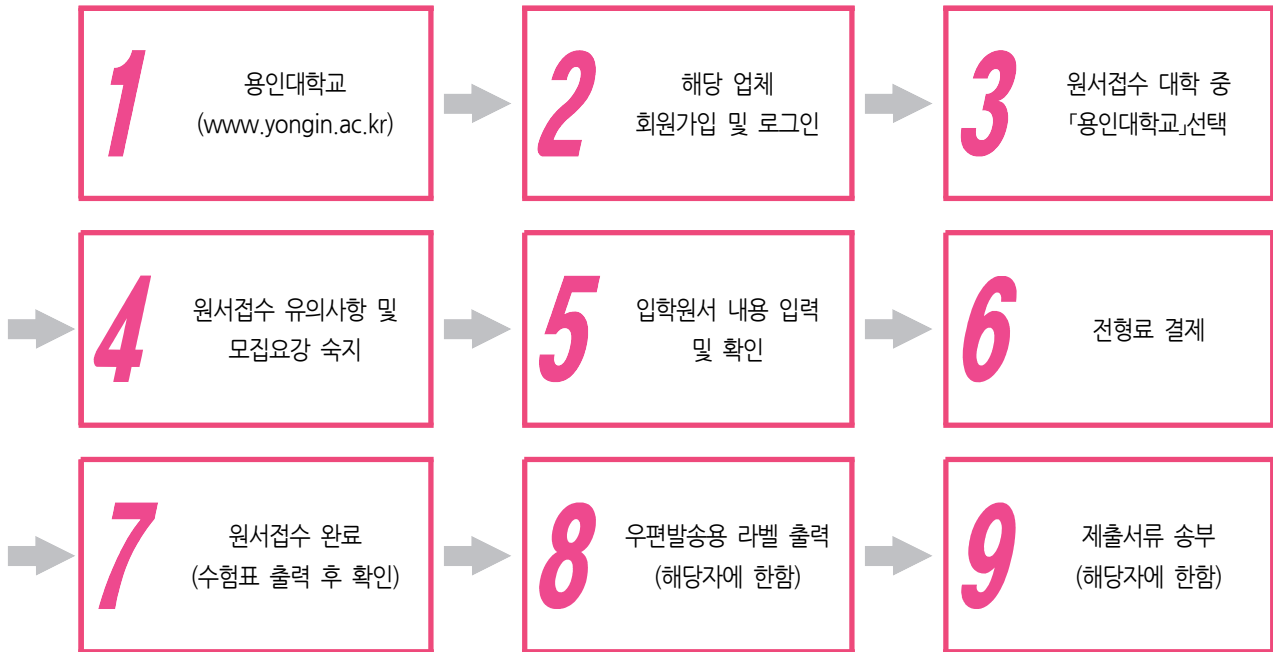 1
용인대학교
(www.yongin.ac.kr)
2
해당 업체
회원가입 및 로그인
3
원서접수 대학 중
「용인대학교」선택
4
원서접수 유의사항 및
모집요강 숙지
5
입학원서 내용 입력
및 확인
6
전형료 결제
7
원서접수 완료
(수험표 출력 후 확인)
8
우편발송용 라벨 출력
(해당자에 한함)
9
제출서류 송부
(해당자에 한함)